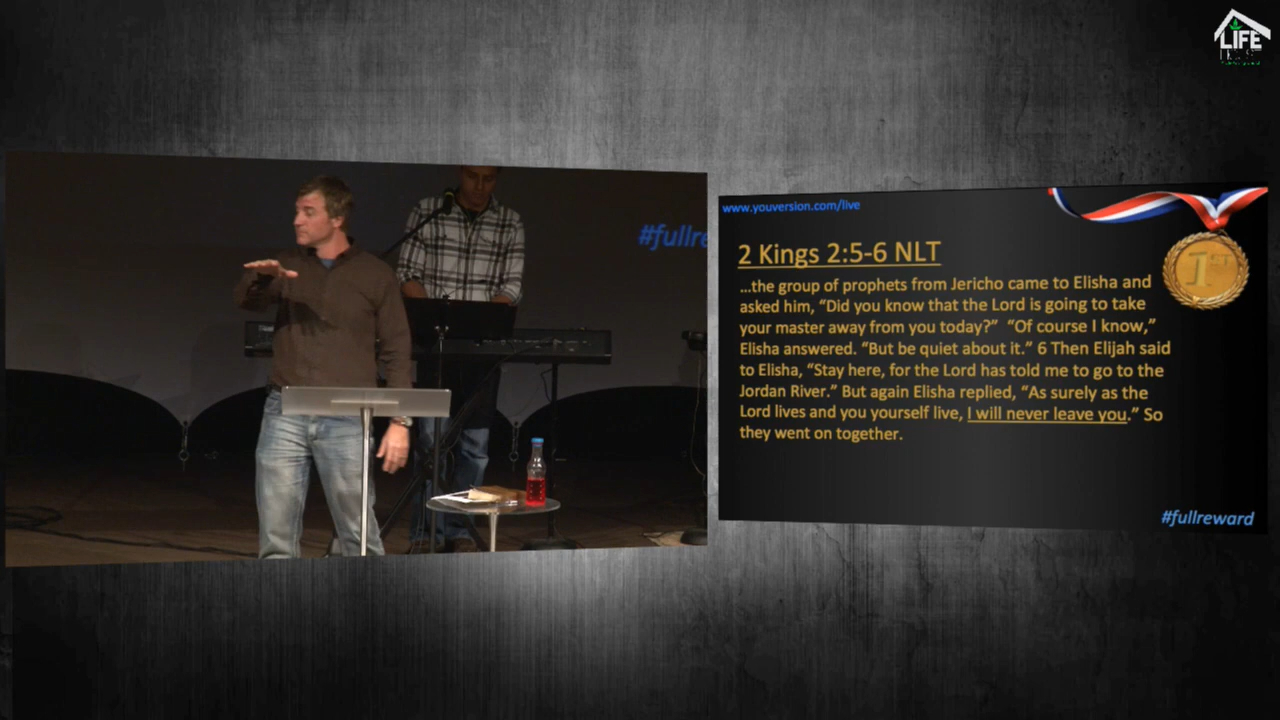 LIFE
#fullre
www.youversion.com/live
2 Kings 2:5-6 NLT
…the group of prophets from Jericho came to Elisha and
asked him, “Did you know that the Lord is going to take
your master away from you today?”  “Of course I know,”
Elisha answered. “But be quiet about it.” 6 Then Elijah said
to Elisha, “Stay here, for the Lord has told me to go to the
Jordan River.” But again Elisha replied, “As surely as the
Lord lives and you yourself live, I will never leave you.” So
they went on together.
1ST
#fullreward